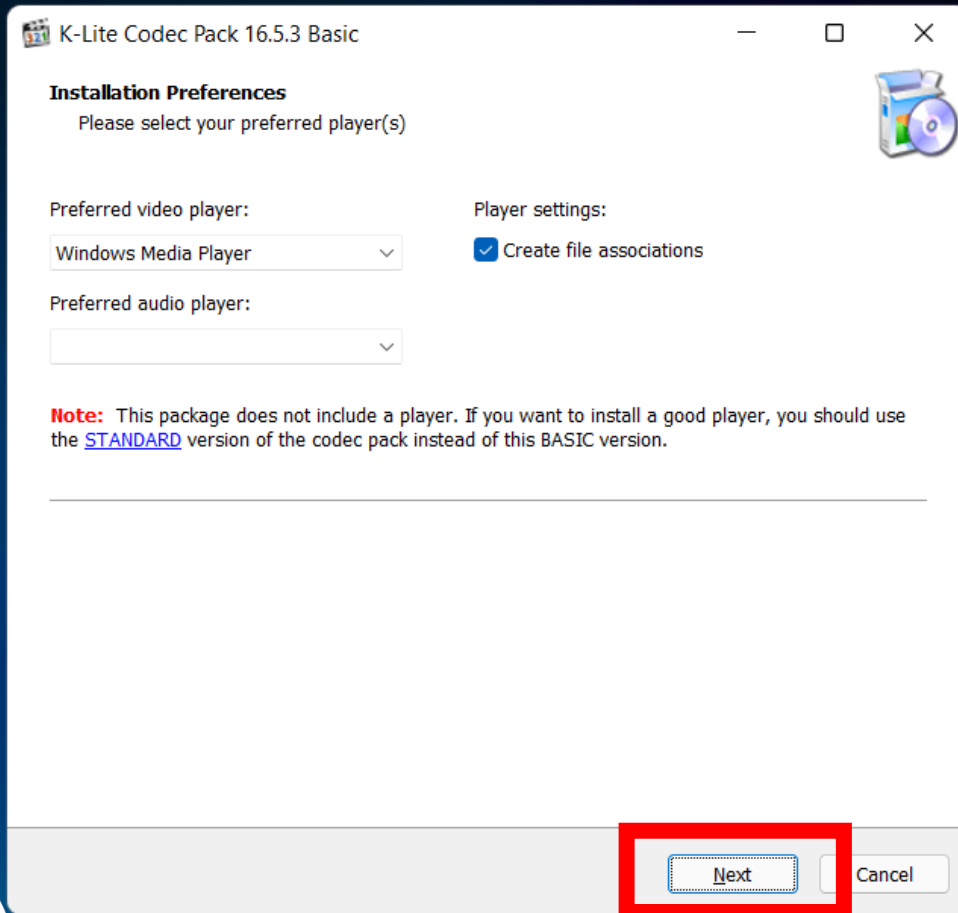 K-Lite Codec Pack 16.5.3 Basic
Installation Preferences
Please select your preferred player(s)
Preferred video player:
Player settings:
Windows Media Player
Create file associations
Preferred audio player:
Note: This package does not include a player. If you want to install a good player, you should use
the STANDARD version of the codec pack instead of this BASIC version.
Next
Cancel